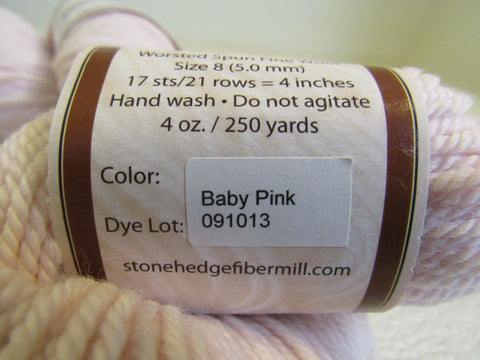 Worsted Spun Fine Wool
Size 8 (5.0 mm)
17 sts/21 rows = 4 inches
Hand wash • Do not agitate
4 oz. / 250 yards
Color:
Baby Pink
Dye Lot:
091013
stonehedgefibermill.com